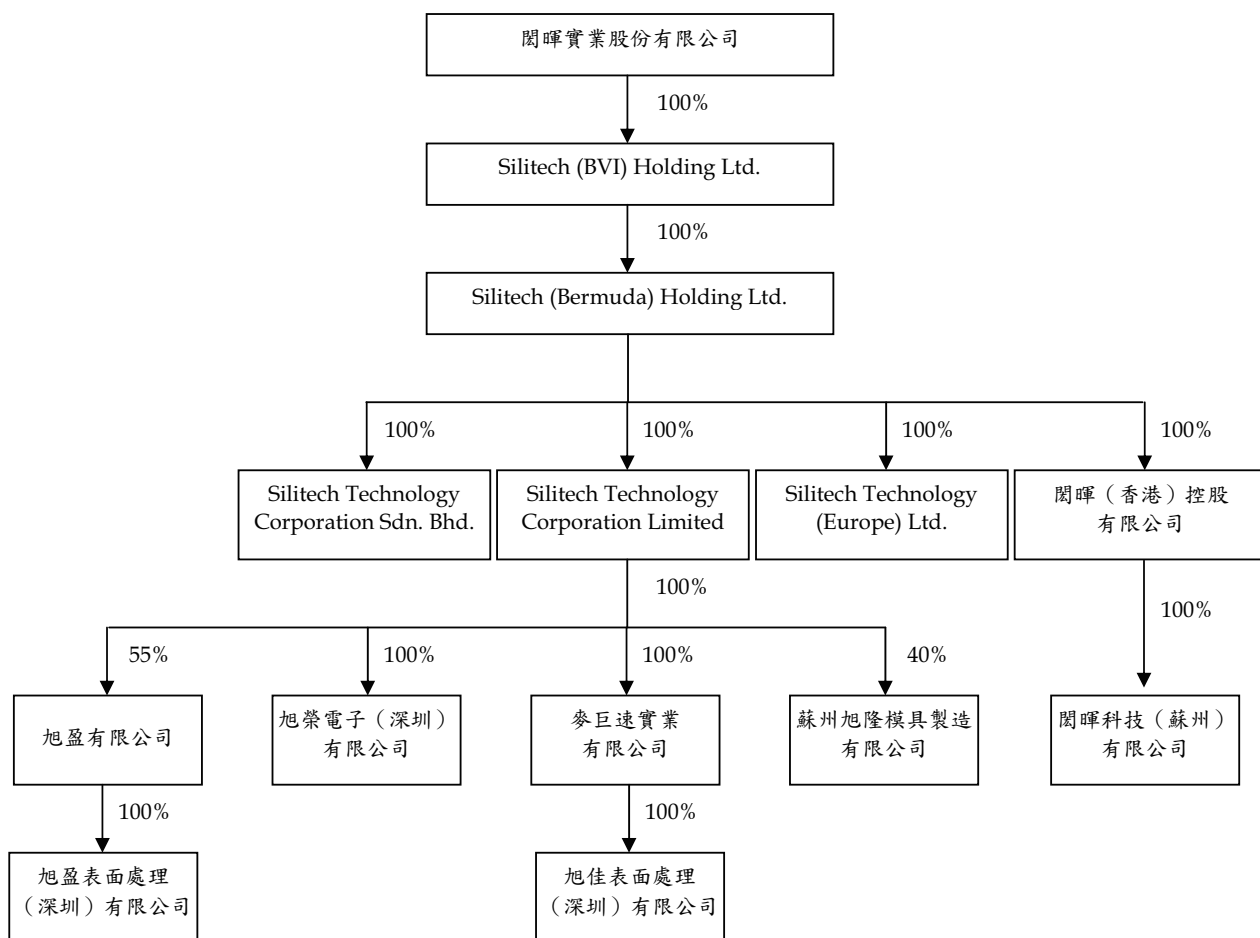 閎暉實業股份有限公司
100%
Silitech (BVI) Holding Ltd.
100%
Silitech (Bermuda) Holding Ltd.
100%
100%
100%
100%
Silitech Technology
Corporation Sdn. Bhd.
Silitech Technology
Corporation Limited
Silitech Technology
(Europe) Ltd.
閎暉（香港）控股
有限公司
100%
100%
55%
100%
100%
40%
旭盈有限公司
旭榮電子（深圳）
有限公司
麥巨速實業
有限公司
蘇州旭隆模具製造
有限公司
閎暉科技（蘇州）
有限公司
100%
100%
旭盈表面處理
（深圳）有限公司
旭佳表面處理
（深圳）有限公司